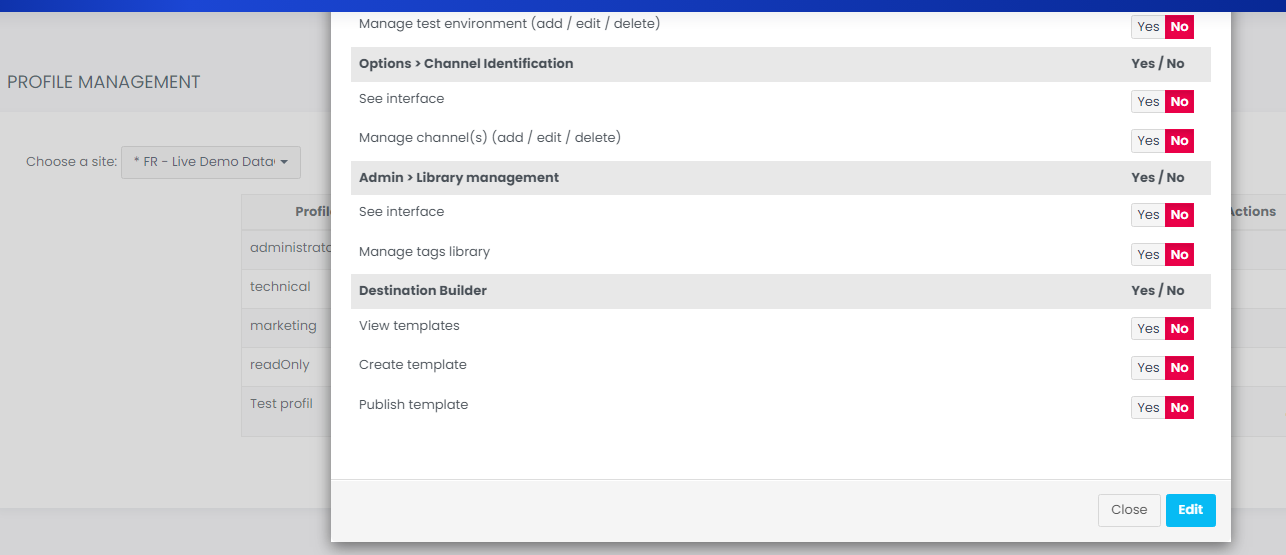 Manage test environment (add / edit / delete) Yes No
Options > Channel Identification Yes / No
PROFILE MANAGEMENT
See interface Yes No
Manage channel(s) (add / edit / delete) Yes No
Choose a site: * FR - Live Demo Data
Admin > Library management Yes / No
Profile See interface Yes No Actions
administrato Manage tags library Yes No
technical Destination Builder Yes / No
marketing View templates Yes No
readOnly Create template Yes No
Test profil Publish template Yes No
Close Edit